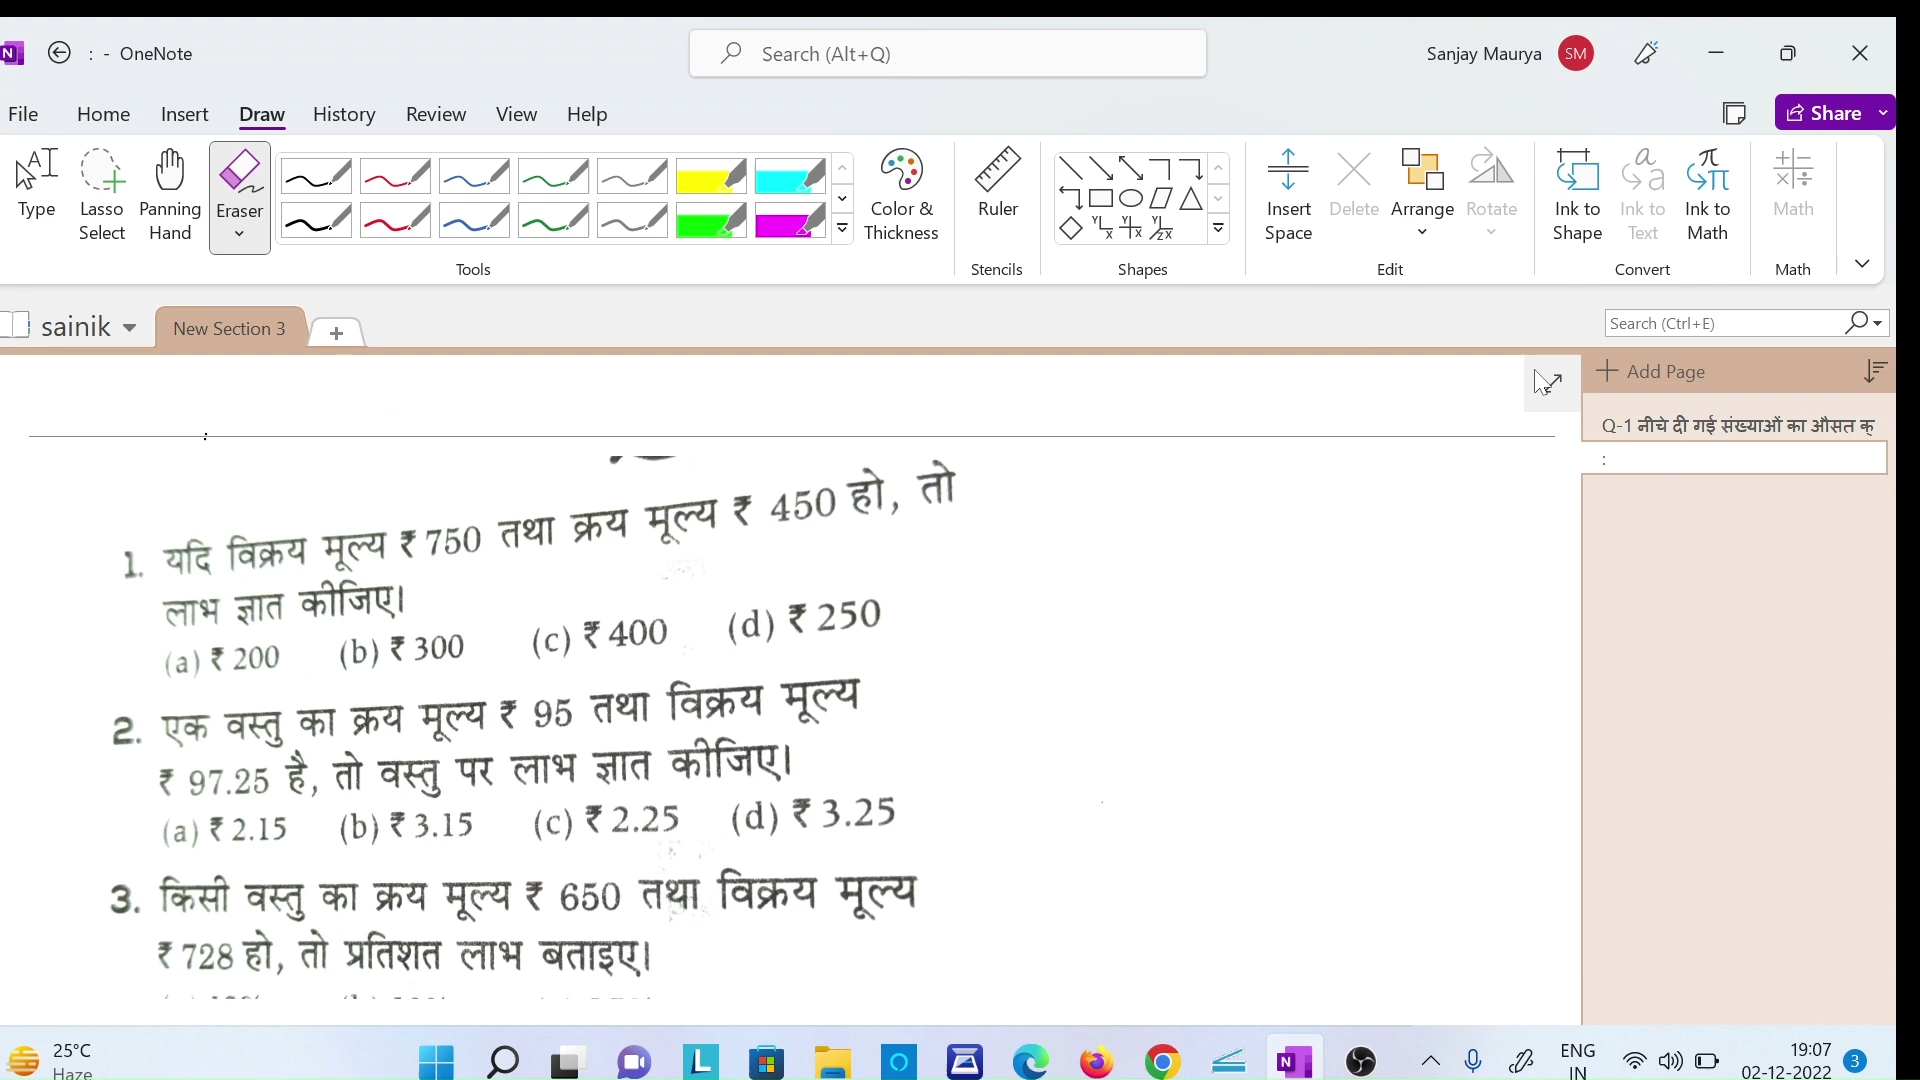 : - OneNote
Search (Alt+Q)
Sanjay Maurya SM
File Home Insert Draw History Review View Help
Share
Type
Lasso Select
Panning Hand
Eraser
Color & Thickness
Ruler
Insert Space
Delete
Arrange
Rotate
Ink to Shape
Ink to Text
Ink to Math
Math
Tools
Stencils
Shapes
Edit
Convert
Math
sainik
New Section 3
Search (Ctrl+E)
Add Page
Q-1 नीचे दी गई संख्याओं का औसत क्
:
:
1. यदि विक्रय मूल्य ₹ 750 तथा क्रय मूल्य ₹ 450 हो, तो
लाभ ज्ञात कीजिए।
(a) ₹ 200 (b) ₹ 300 (c) ₹ 400 (d) ₹ 250
2. एक वस्तु का क्रय मूल्य ₹ 95 तथा विक्रय मूल्य
₹ 97.25 है, तो वस्तु पर लाभ ज्ञात कीजिए।
(a) ₹ 2.15 (b) ₹ 3.15 (c) ₹ 2.25 (d) ₹ 3.25
3. किसी वस्तु का क्रय मूल्य ₹ 650 तथा विक्रय मूल्य
₹ 728 हो, तो प्रतिशत लाभ बताइए।
25°C
Haze
ENG
IN
19:07
02-12-2022
3